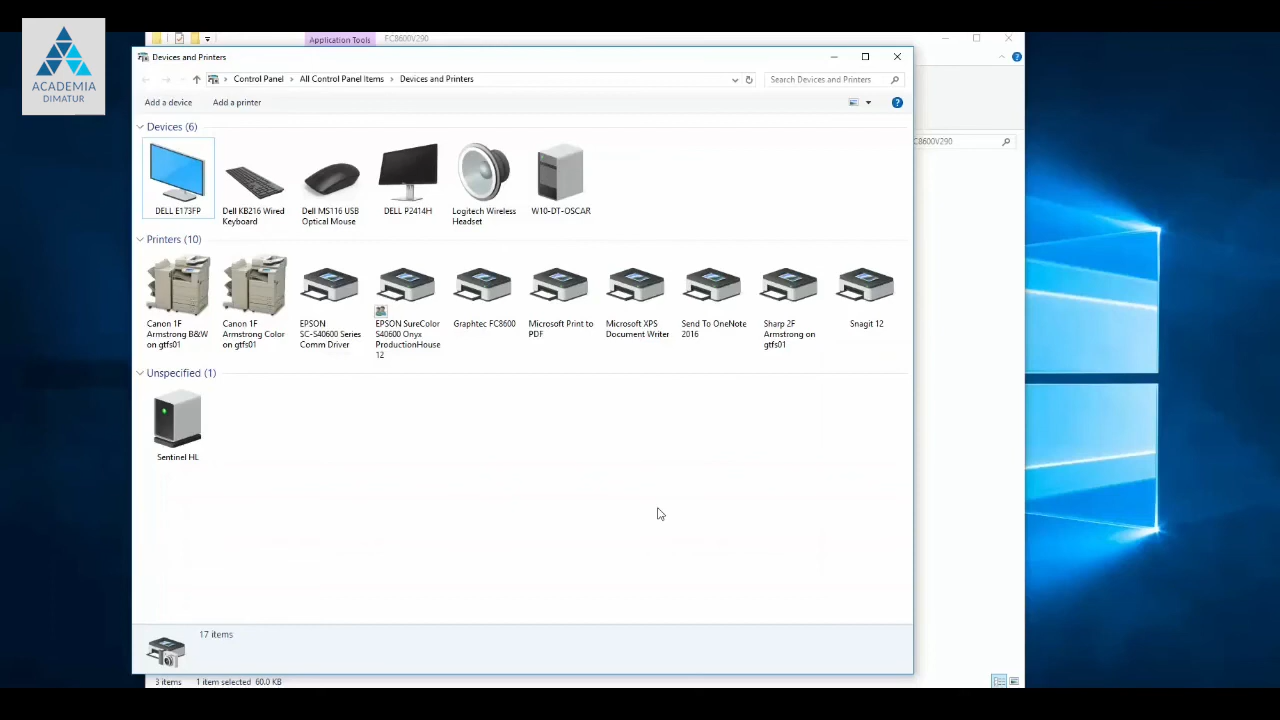 ACADEMIA
DIMATUR
Application Tools
FC8600V290
Devices and Printers
Control Panel
All Control Panel Items
Devices and Printers
Search Devices and Printers
Add a device
Add a printer
FC8600V290
Devices (6)
DELL E173FP
Dell KB216 Wired
Keyboard
Dell MS116 USB
Optical Mouse
DELL P2414H
Logitech Wireless
Headset
W10-DT-OSCAR
Printers (10)
Canon 1F
Armstrong B&W
on gtfs01
Canon 1F
Armstrong Color
on gtfs01
EPSON
SC-S40600 Series
Comm Driver
EPSON SureColor
S40600 Onyx
ProductionHouse
12
Graphtec FC8600
Microsoft Print to
PDF
Microsoft XPS
Document Writer
Send To OneNote
2016
Sharp 2F
Armstrong on
gtfs01
Snagit 12
Unspecified (1)
Sentinel HL
17 items
3 items
1 item selected 60.0 KB